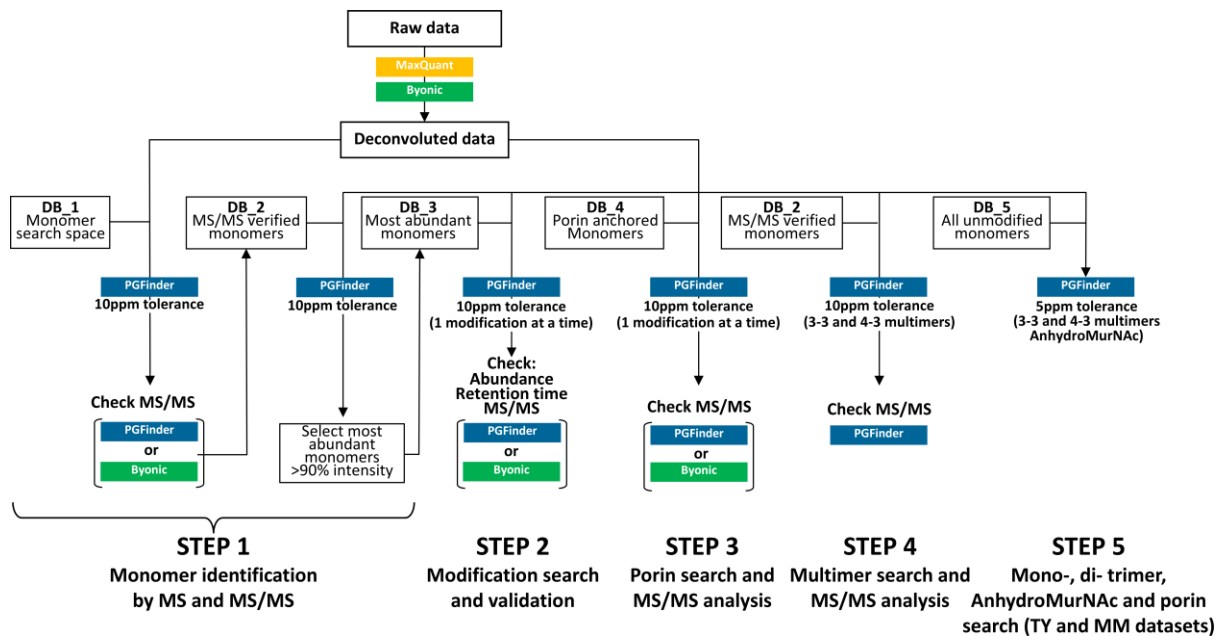 Raw data
MaxQuant
Byonic
Deconvoluted data
DB_1
Monomer
search space
DB_2
MS/MS verified
monomers
DB_3
Most abundant
monomers
DB_4
Porin anchored
Monomers
DB_2
MS/MS verified
monomers
DB_5
All unmodified
monomers
PGFinder
10ppm tolerance
PGFinder
10ppm tolerance
PGFinder
10ppm tolerance
(1 modification at a time)
PGFinder
10ppm tolerance
(1 modification at a time)
PGFinder
10ppm tolerance
(3-3 and 4-3 multimers)
PGFinder
5ppm tolerance
(3-3 and 4-3 multimers
AnhydroMurNAc)
Check MS/MS
PGFinder
or
Byonic
Select most
abundant
monomers
>90% intensity
Check:
Abundance
Retention time
MS/MS
PGFinder
or
Byonic
Check MS/MS
PGFinder
or
Byonic
Check MS/MS
PGFinder
STEP 1
Monomer identification
by MS and MS/MS
STEP 2
Modification search
and validation
STEP 3
Porin search and
MS/MS analysis
STEP 4
Multimer search and
MS/MS analysis
STEP 5
Mono-, di- trimer,
AnhydroMurNAc and porin
search (TY and MM datasets)